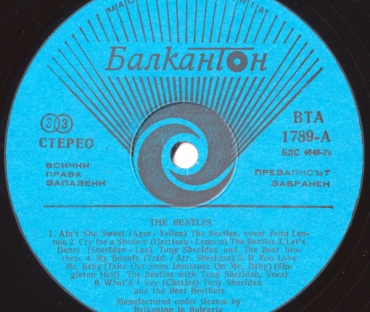 Балкантон
ВТА
1789-А
33
СТЕРЕО
БДС
ВСИЧКИ
ПРАВА
ЗАПАЗЕНИ
ПРЕЗАПИСЪТ
ЗАБРАНЕН
THE BEATLES
1. Ain't She Sweet (Ager - Yellen) The Beatles, vocal John Len-
non 2. Cry for a Shadow (Harrison - Lennon) The Beatles 3. Let's
Dance (Sheridan - Lee) Tony Sheridan and The Beat Bro-
thers 4. My Bonnie (Trad. / Arr. Sheridan) 5. If You Love
Me, Baby (Take Out Some Insurance On Me, Baby) (Sin-
gleton Hall) The Beatles with Tony Sheridan, Vocal)
6. What'd I Say (Charles) Tony Sheridan
and the Beat Brothers
Manufactured under license by
Balkanton in Bulgaria